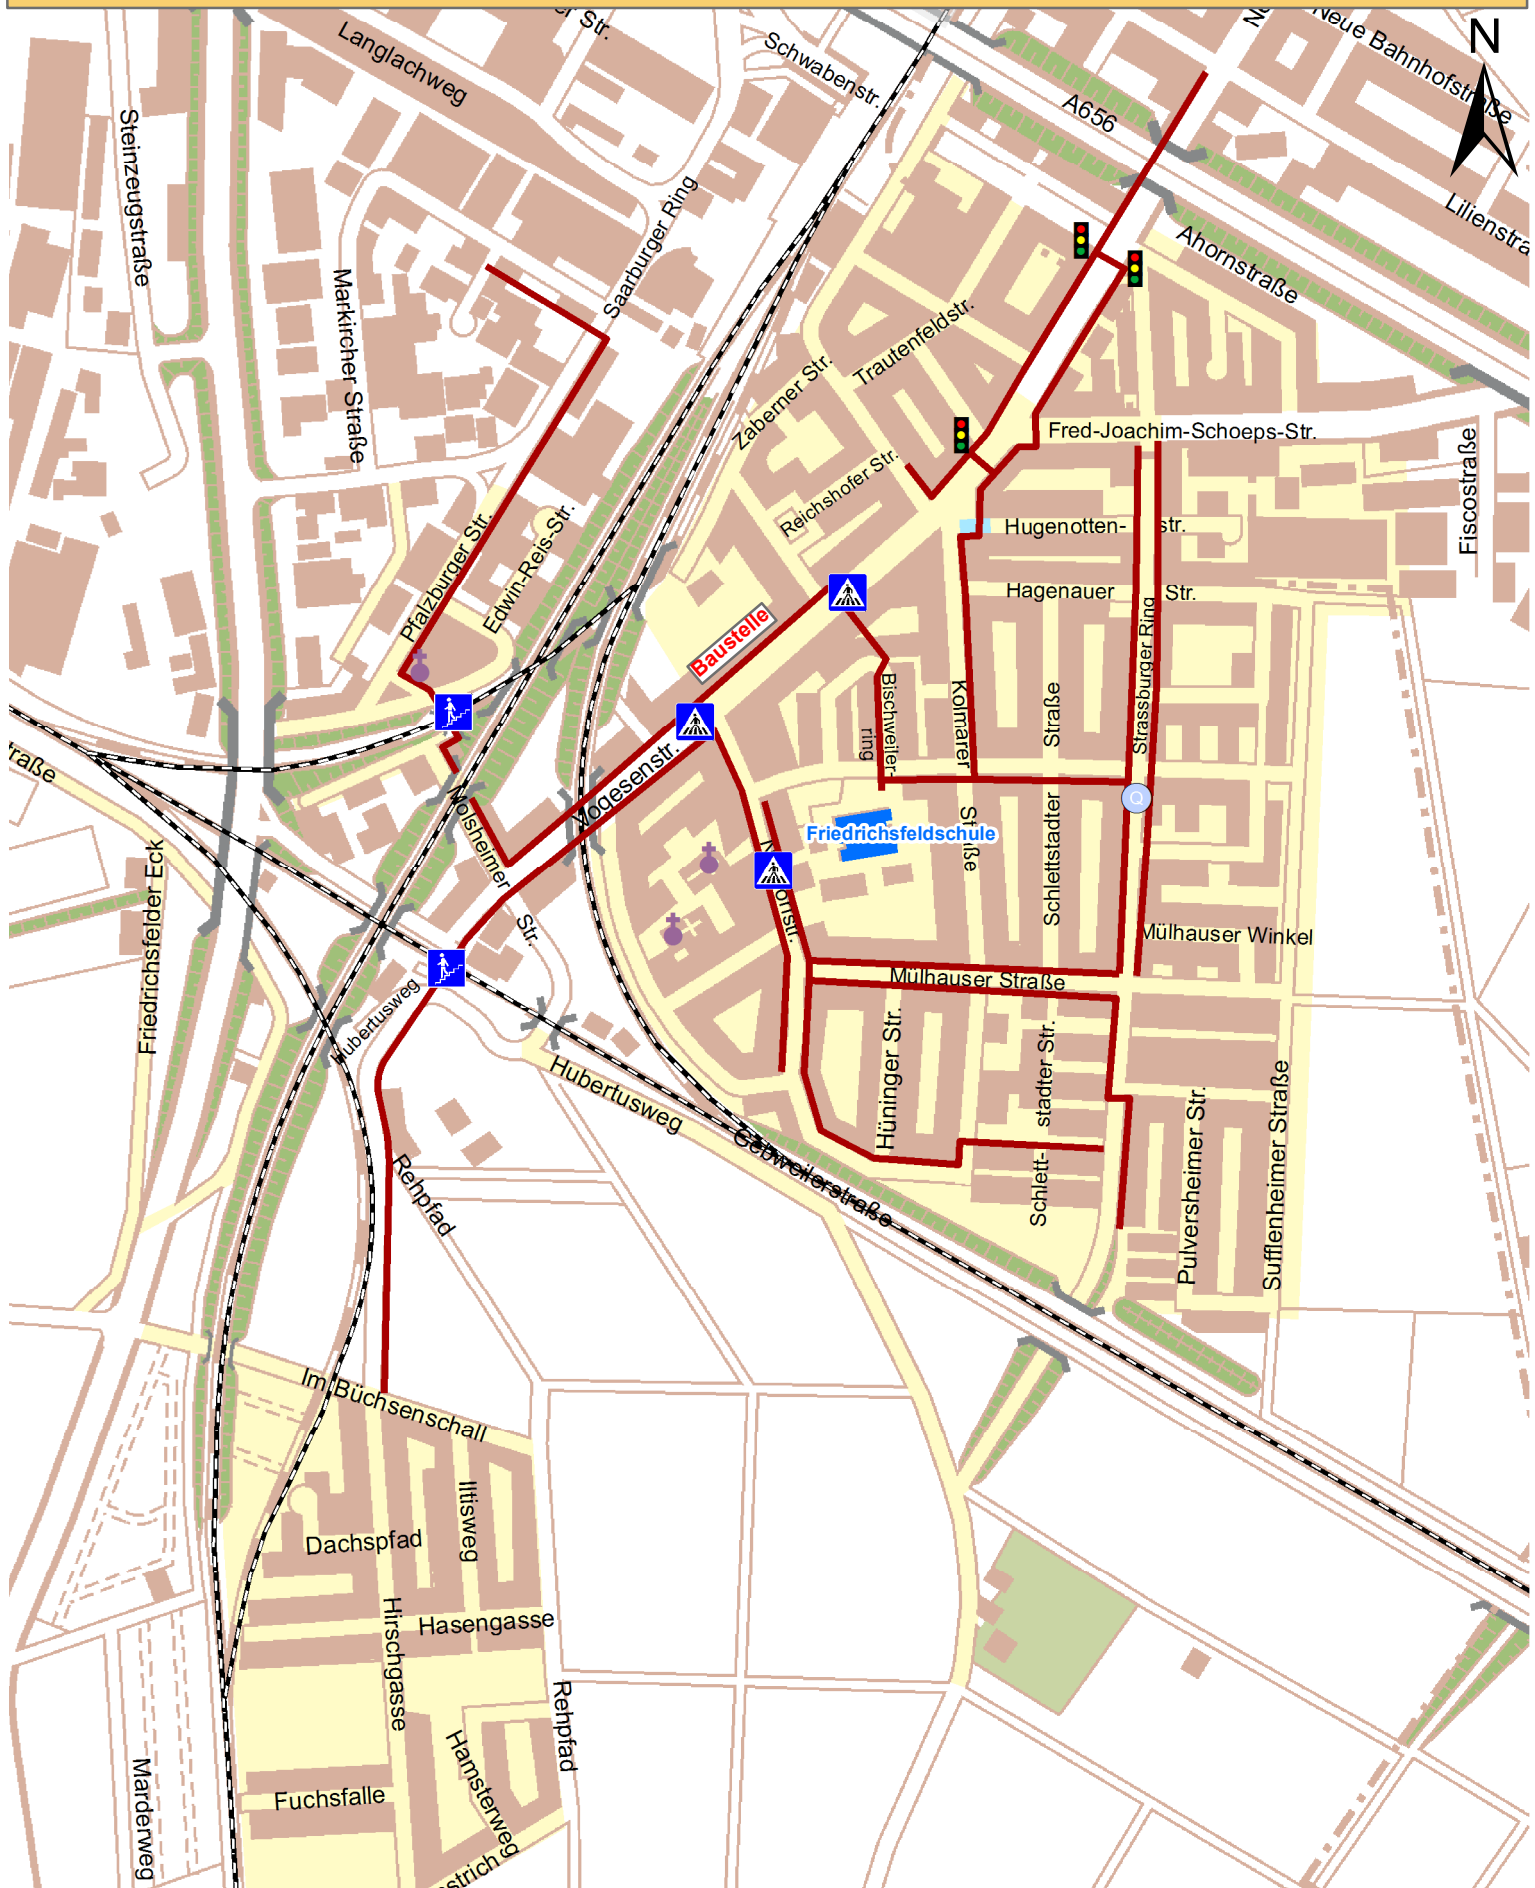 er Str.
Neue Bahnhofstraße
N
Langlachweg
Schwabenstr.
A656
Steinzeugstraße
Saarburger Ring
Lilienstra
Ahornstraße
Markircher Straße
Trautenfeldstr.
Zaberner Str.
Fred-Joachim-Schoeps-Str.
Fiscostraße
Reichshofer Str.
Hugenotten- str.
Pfalzburger Str.
Edwin-Reis-Str.
Hagenauer Str.
Baustelle
Strassburger Ring
Bischweiler-
ring
Kolmarer
Straße
Straße
Schlettstadter
Vogesenstr.
raße
Q
Friedrichsfeldschule
Molsheimer
Str.
Friedrichsfelder Eck
Mülhauser Winkel
Mülhauser Straße
Hubertusweg
Hubertusweg
Hüninger Str.
stadter Str.
Schlett-
Gebweilerstraße
Pulversheimer Str.
Sufflenheimer Straße
Rehpfad
Im Büchsenschall
Iltisweg
Dachspfad
Hasengasse
Hirschgasse
Rehpfad
Hamsterweg
Fuchsfalle
Marderweg
strich